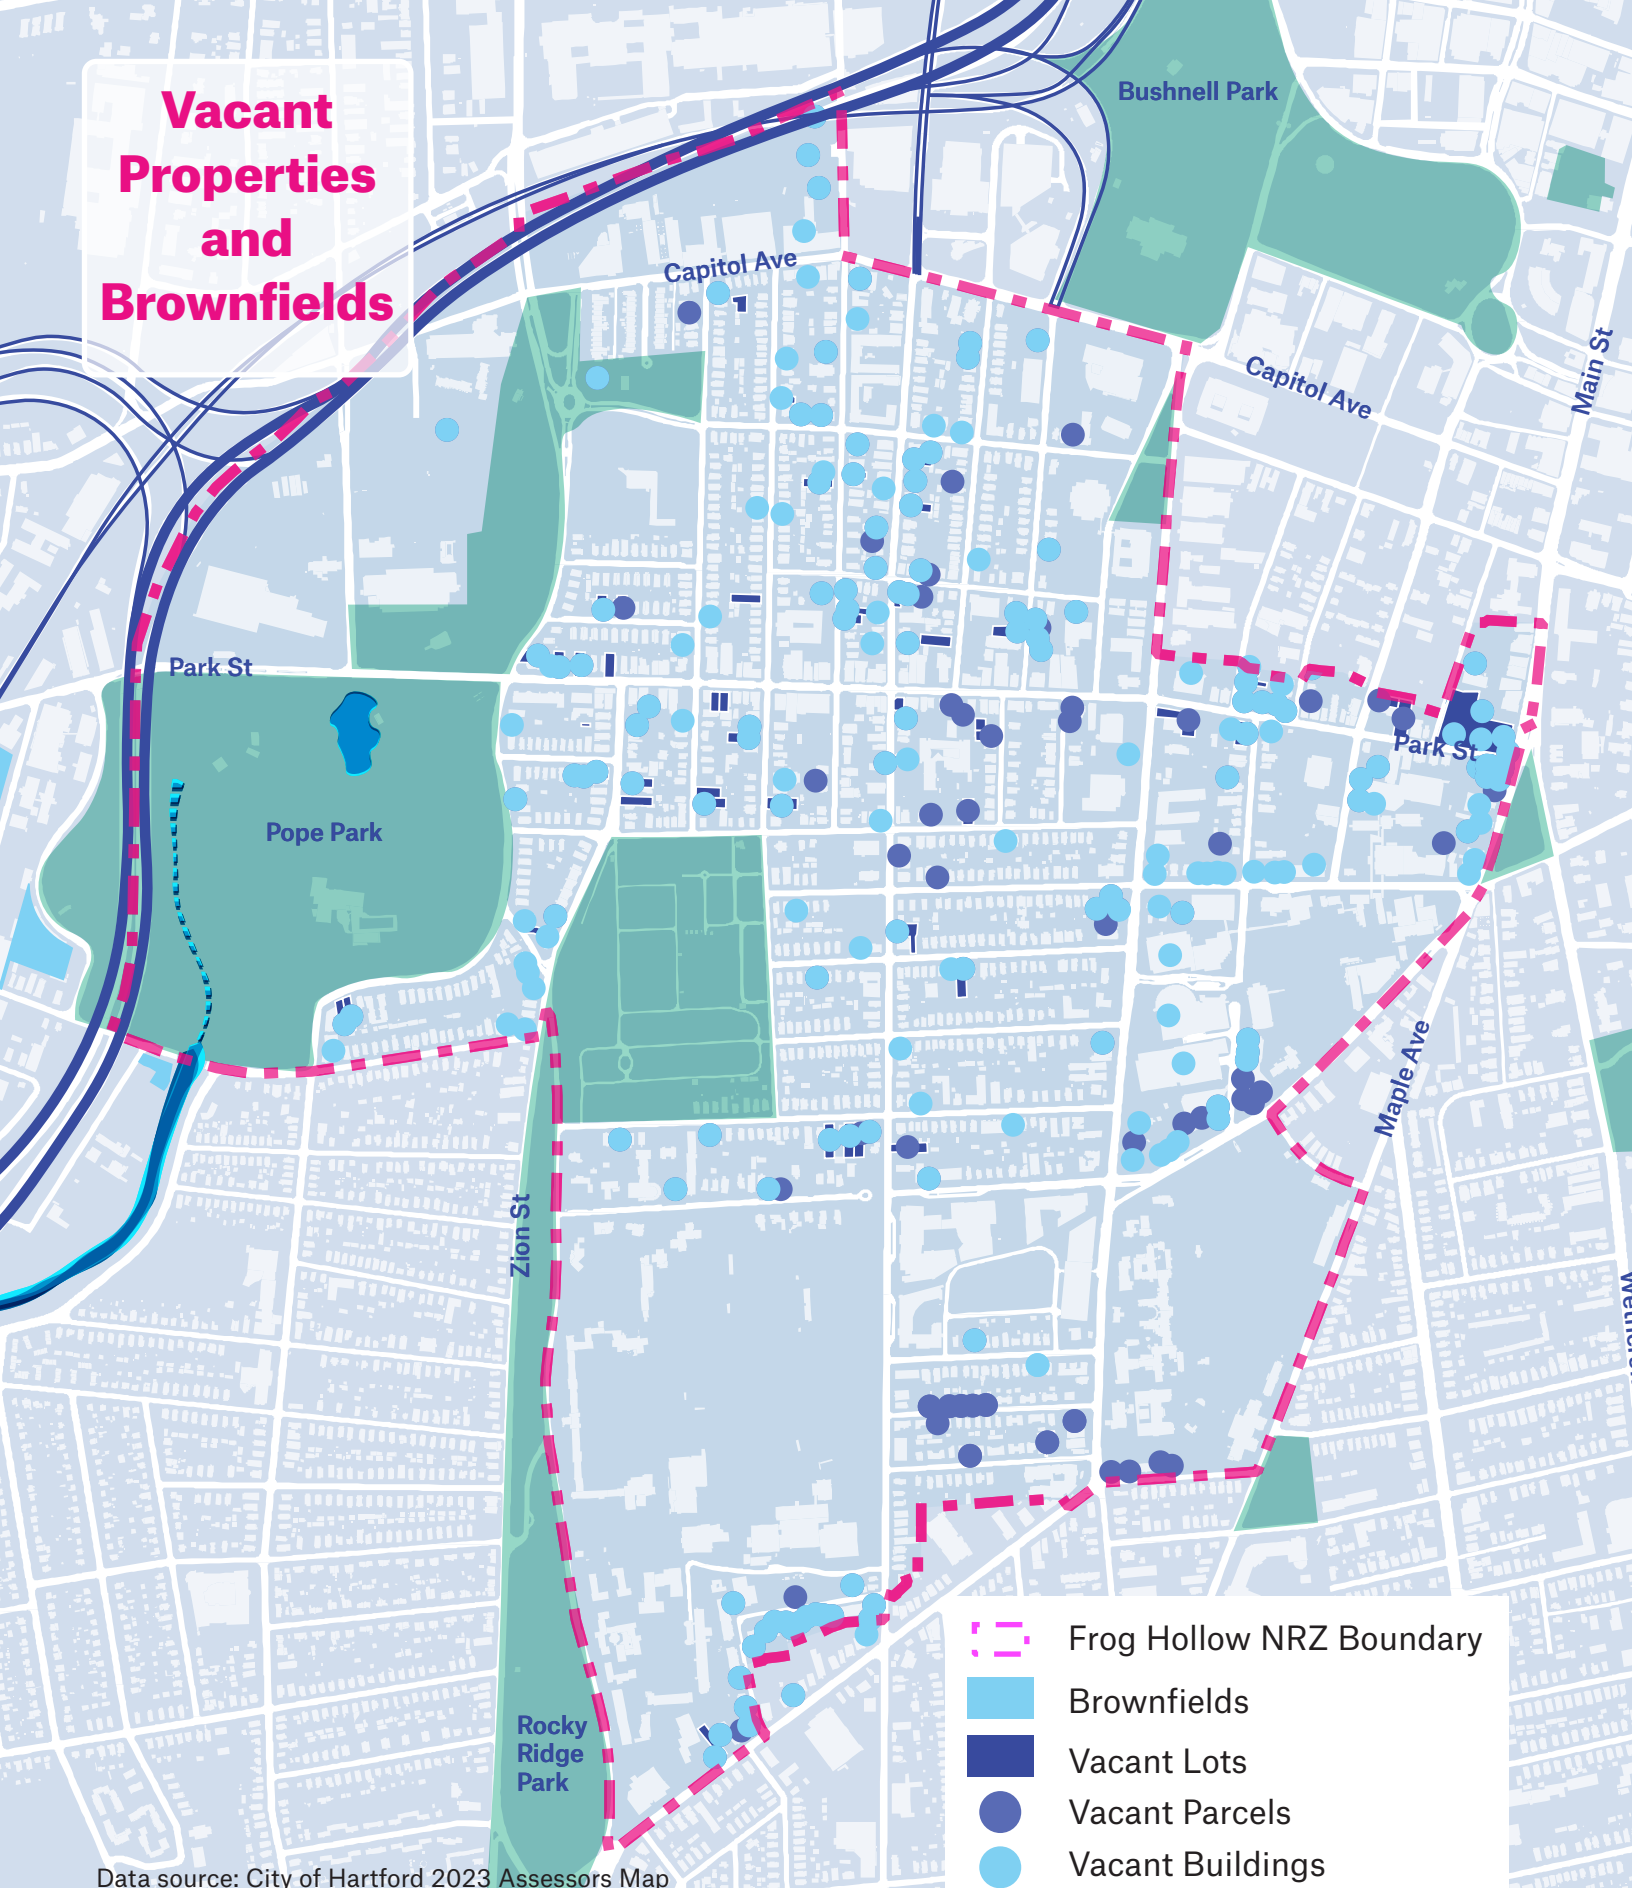 Vacant
Properties
and
Brownfields
Bushnell Park
Capitol Ave
Capitol Ave
Main St
Park St
Park St
Pope Park
Maple Ave
Zion St
Rocky
Ridge
Park
Frog Hollow NRZ Boundary
Brownfields
Vacant Lots
Vacant Parcels
Vacant Buildings
Data source: City of Hartford 2023 Assessors Map